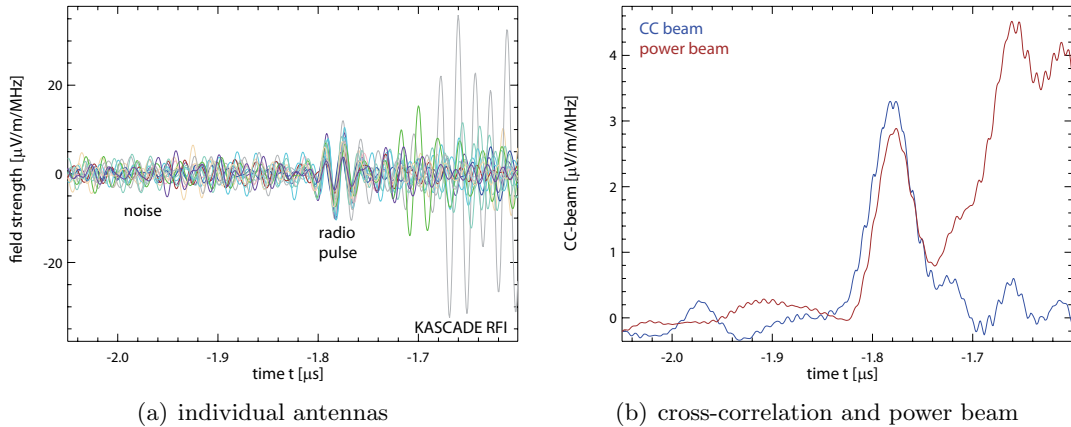 field strength [μV/m/MHz]
20
0
-20
noise
radio
pulse
KASCADE RFI
-2.0
-1.9
-1.8
-1.7
time t [μs]
(a) individual antennas
CC-beam [μV/m/MHz]
4
3
2
1
0
CC beam
power beam
-2.0
-1.9
-1.8
-1.7
time t [μs]
(b) cross-correlation and power beam